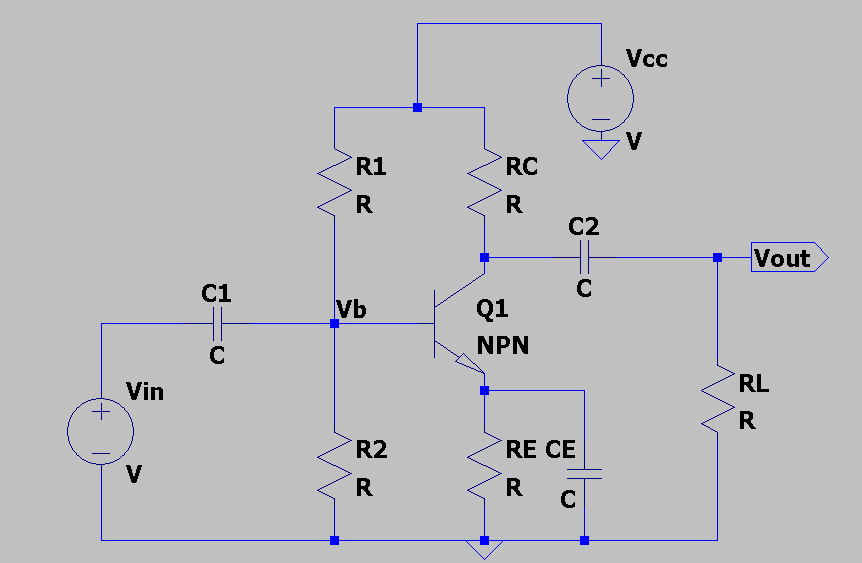 Vcc
V
R1
R
RC
R
C2
C
Vout
C1
C
Vb
Q1
NPN
Vin
V
R2
R
RE
R
CE
C
RL
R